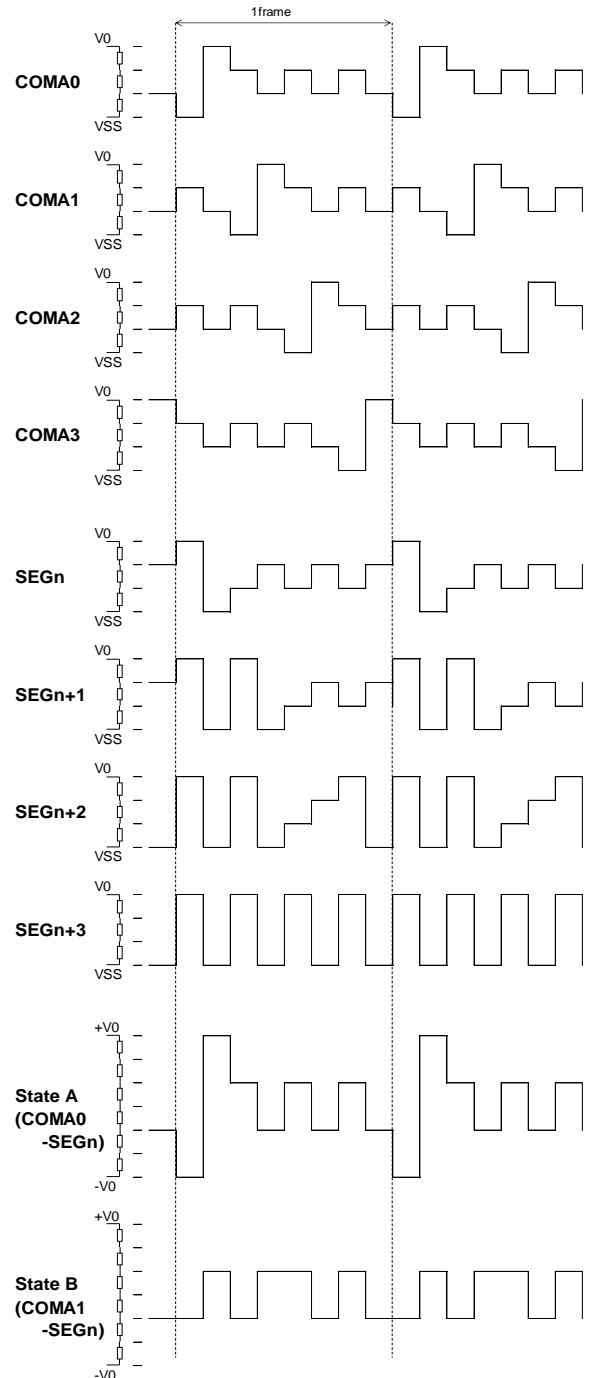 1frame
V0
COMA0
VSS
V0
COMA1
VSS
V0
COMA2
VSS
V0
COMA3
VSS
V0
SEGn
VSS
V0
SEGn+1
VSS
V0
SEGn+2
VSS
V0
SEGn+3
VSS
+V0
State A
(COMA0
-SEGn)
-V0
+V0
State B
(COMA1
-SEGn)
-V0